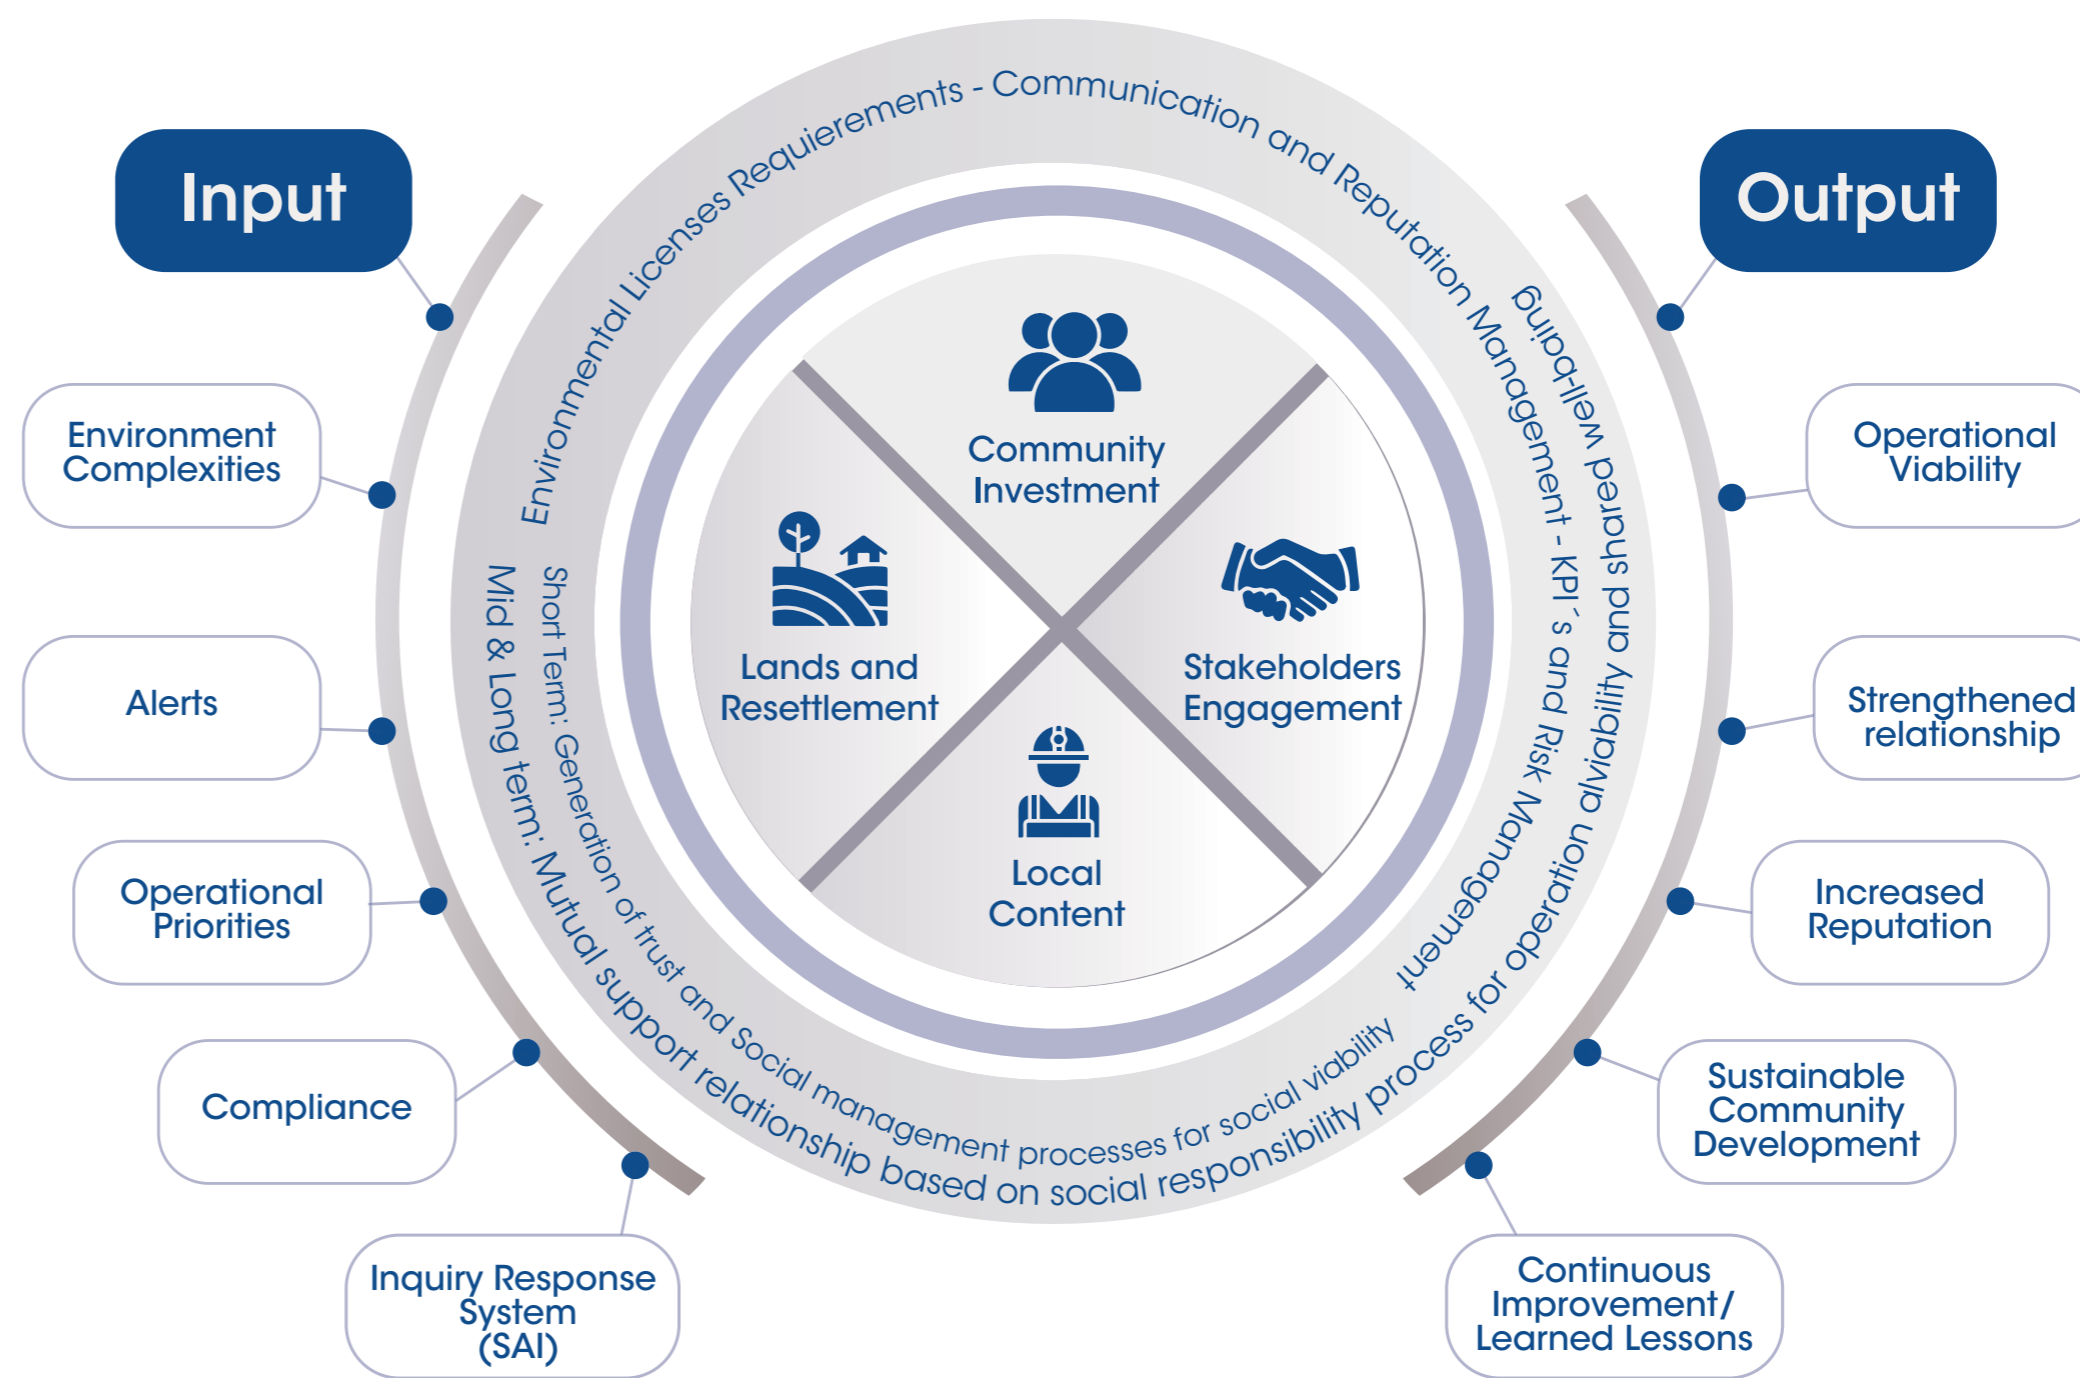 Input
Environment
Complexities
Alerts
Operational
Priorities
Compliance
Inquiry Response
System
(SAI)
Environmental Licenses Requierements - Communication and Reputation Management - KPI´s and Risk Management
Short Term: Generation of trust and Social management processes for social viability
Mid & Long term: Mutual support relationship based on social responsibility process for operation alviability and shared well-bqing
Community
Investment
Lands and
Resettlement
Stakeholders
Engagement
Local
Content
Output
Operational
Viability
Strengthened
relationship
Increased
Reputation
Sustainable
Community
Development
Continuous
Improvement/
Learned Lessons